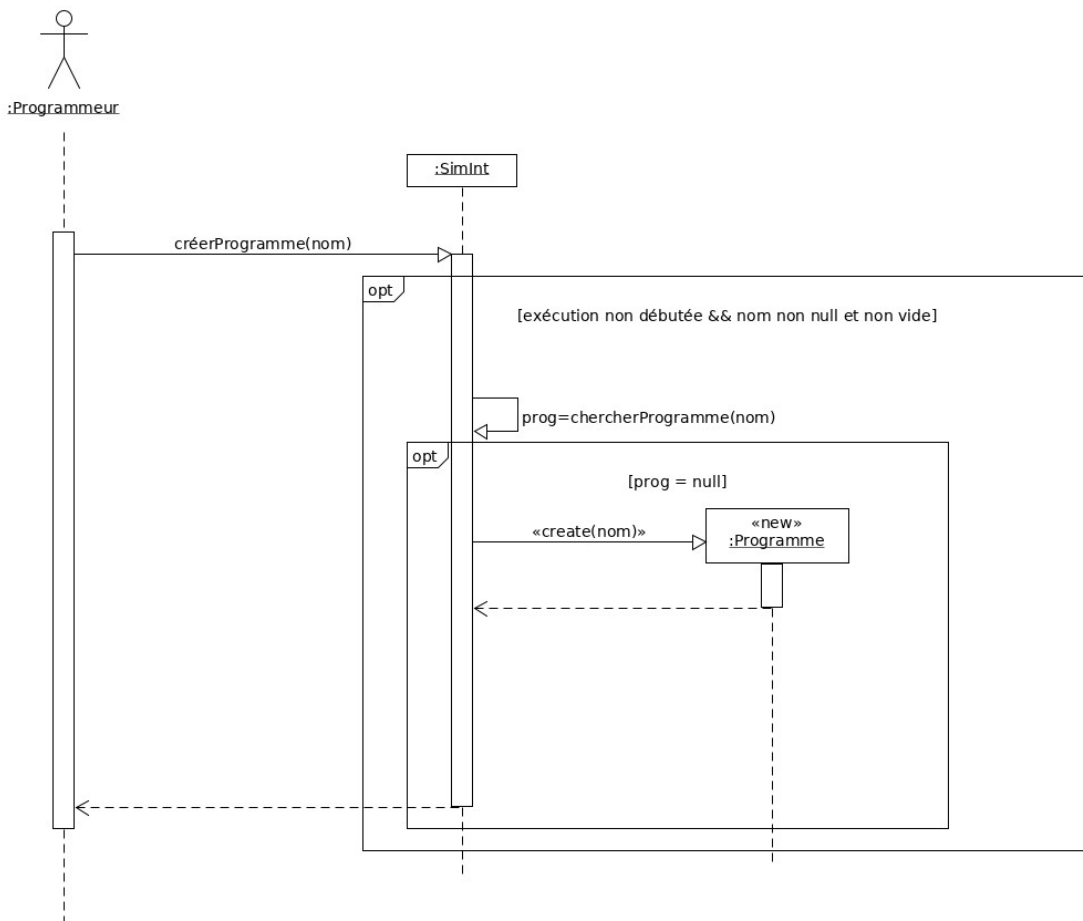 :Programmeur
:SimInt
créerProgramme(nom)
opt
[exécution non débutée && nom non null et non vide]
prog=chercherProgramme(nom)
opt
[prog = null]
«create(nom)»
«new»
:Programme